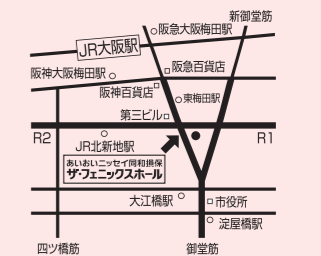 新御堂筋
阪急大阪梅田駅
JR大阪駅
阪急百貨店
阪神大阪梅田駅
阪神百貨店
東梅田駅
第三ビル
R2
R1
JR北新地駅
あいおいニッセイ同和損保
ザ・フェニックスホール
大江橋駅
市役所
淀屋橋駅
四ツ橋筋
御堂筋